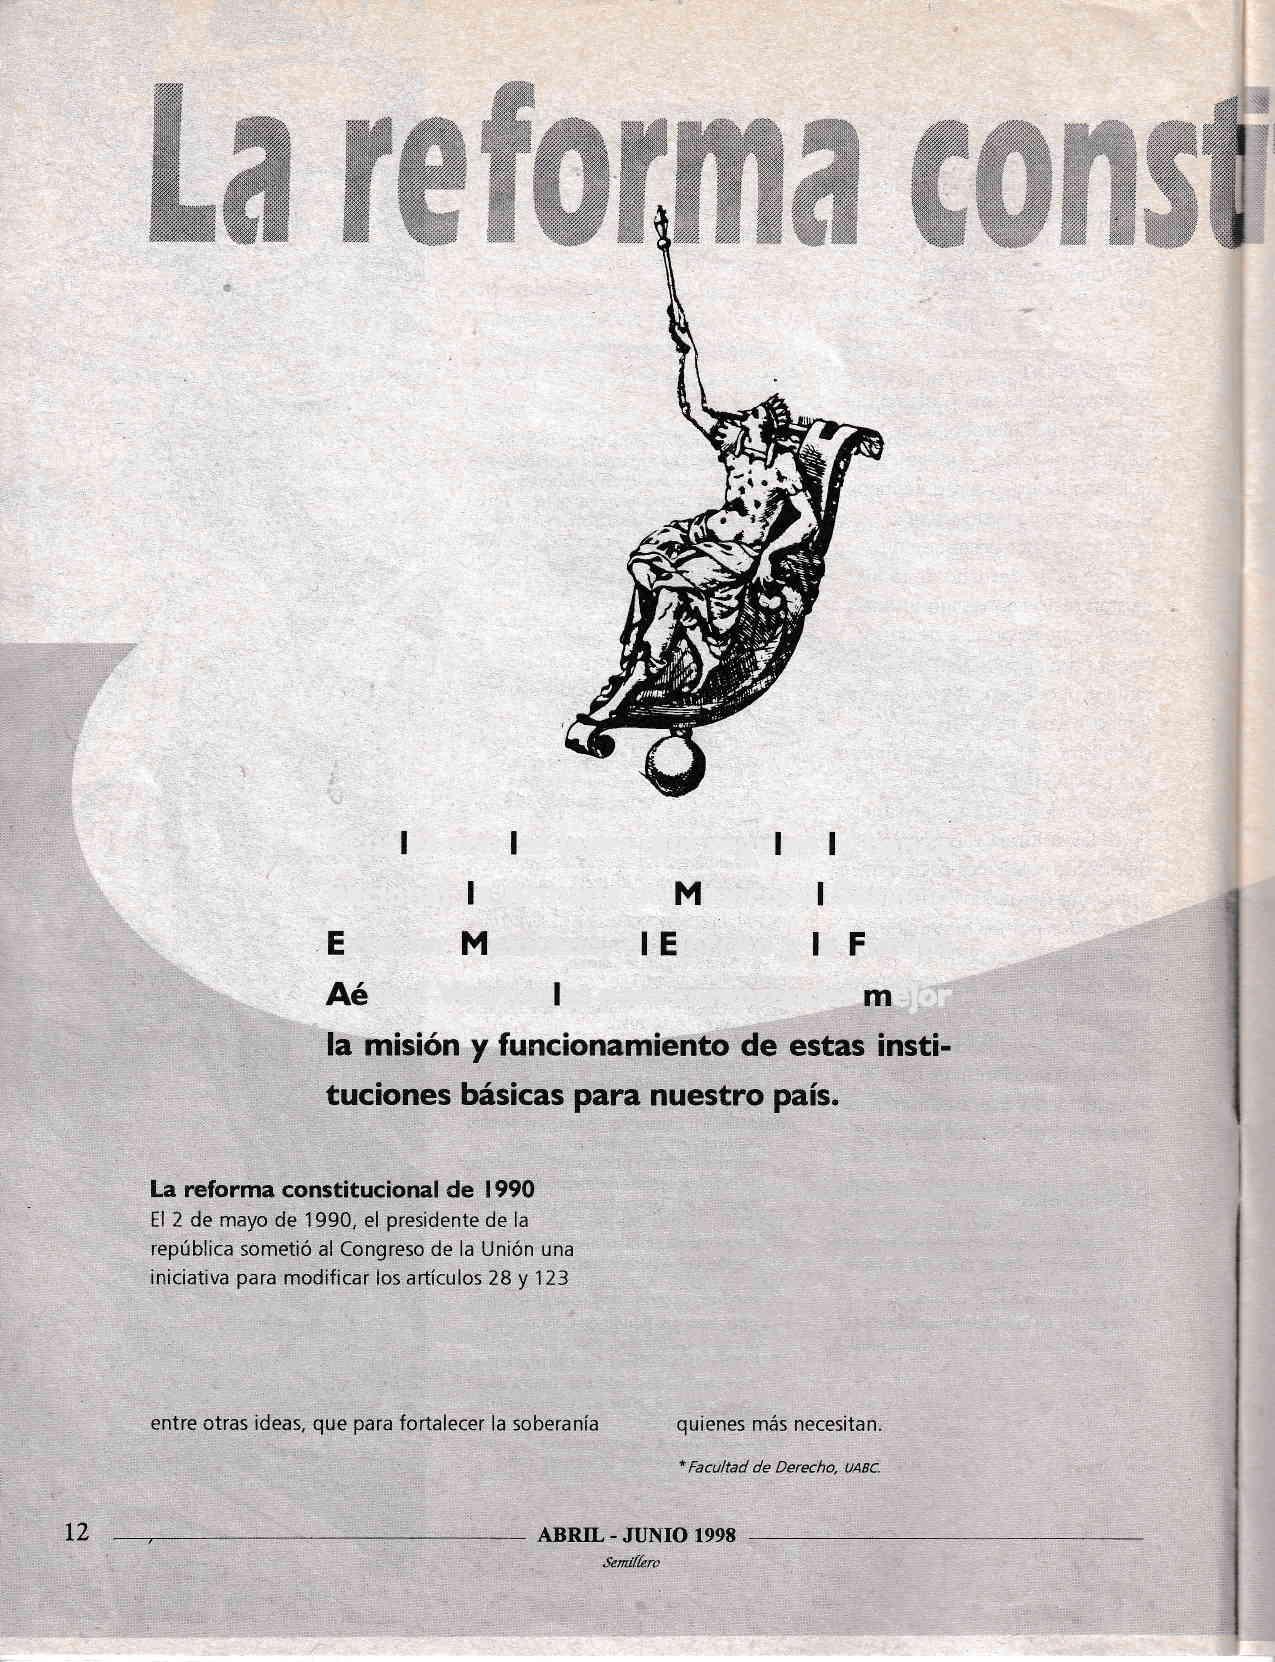 La reforma consti
I I I I
I M I
E M I E I F
Aé I mejor
la misión y funcionamiento de estas insti-
tuciones básicas para nuestro país.
La reforma constitucional de 1990
El 2 de mayo de 1990, el presidente de la
república sometió al Congreso de la Unión una
iniciativa para modificar los artículos 28 y 123
entre otras ideas, que para fortalecer la soberanía
quienes más necesitan.
* Facultad de Derecho, UABC.
12
ABRIL - JUNIO 1998
Semillero